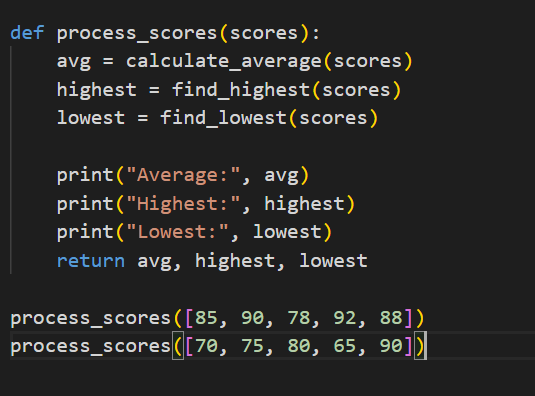 def process_scores(scores):
    avg = calculate_average(scores)
    highest = find_highest(scores)
    lowest = find_lowest(scores)

    print("Average:", avg)
    print("Highest:", highest)
    print("Lowest:", lowest)
    return avg, highest, lowest

process_scores([85, 90, 78, 92, 88])
process_scores([70, 75, 80, 65, 90])